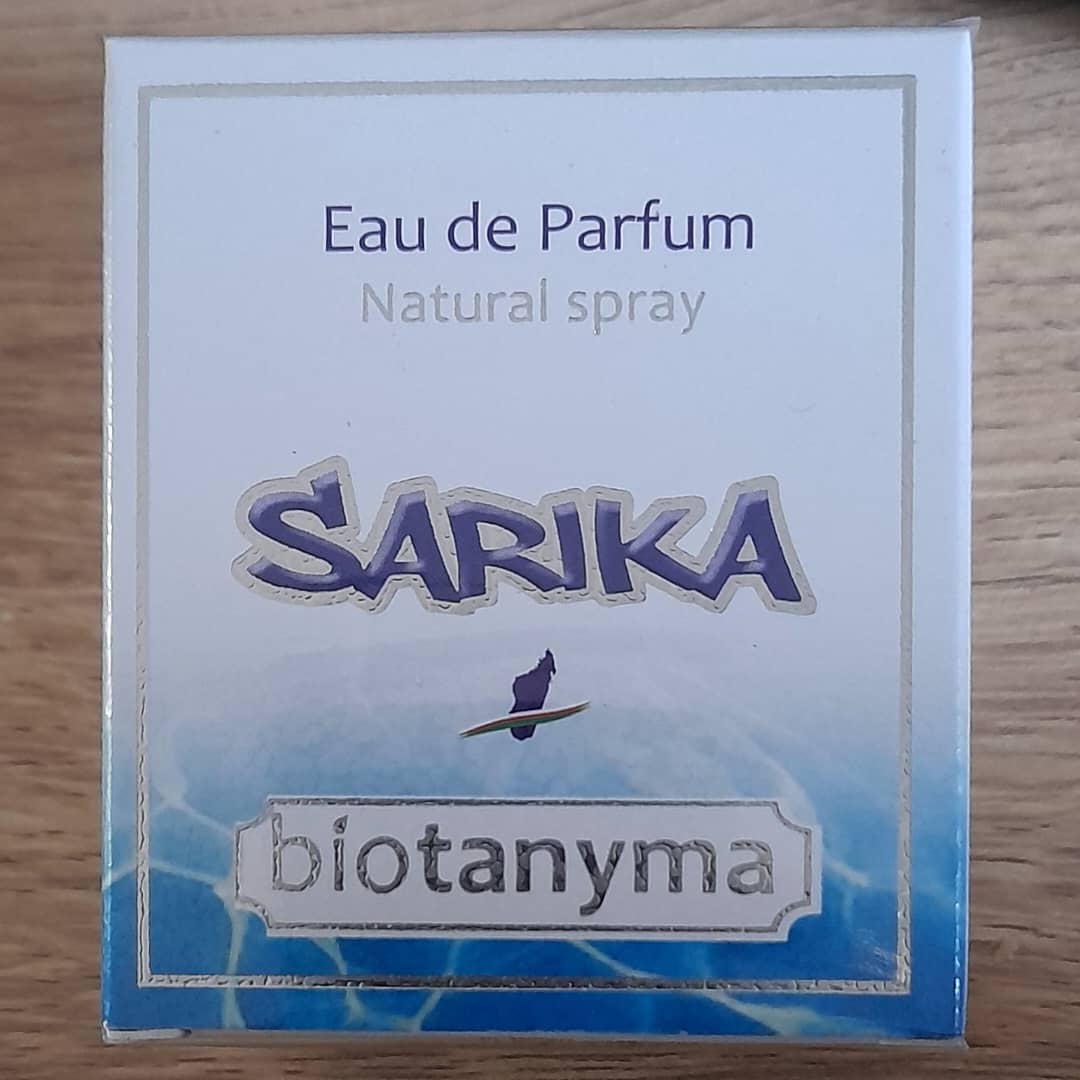 Eau de Parfum
Natural spray
SARIKA
biotanyma